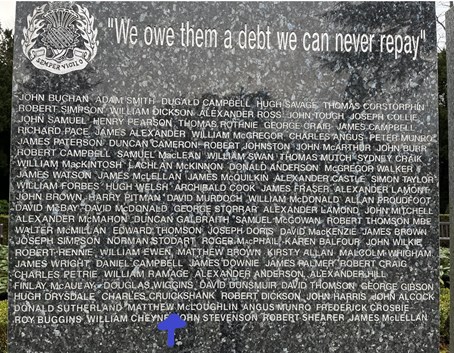 SEMPER VIGILO
"We owe them a debt we can never repay"
JOHN BUCHAN ADAM SMITH DUGALD CAMPBELL HUGH SAVAGE THOMAS CORSTORPHIN
ROBERT SIMPSON WILLIAM DICKSON ALEXANDER ROSS JOHN TOUGH JOSEPH COLLIE
JOHN SAMUEL HENRY PEARSON THOMAS ROTHNIE GEORGE CRAIB JAMES CAMPBELL
RICHARD PACE JAMES ALEXANDER WILLIAM McGREGOR CHARLES ANGUS PETER MUNRO
JAMES PATERSON DUNCAN CAMERON ROBERT JOHNSTON JOHN McARTHUR JOHN BURR
ROBERT CAMPBELL SAMUEL MacLEAN WILLIAM SWAN THOMAS MUTCH SYDNEY CRAIK
WILLIAM MacKINTOSH LACHLAN McKINNON DONALD ANDERSON McGREGOR WALKER
JAMES WATSON JAMES McLELLAN JAMES McQUILKIN ALEXANDER CASTLE SIMON TAYLOR
WILLIAM FORBES HUGH WELSH ARCHIBALD COOK JAMES FRASER ALEXANDER LAMONT
JOHN BROWN HARRY PITMAN DAVID MURDOCH WILLIAM McDONALD ALLAN PROUDFOOT
DAVID McBAY DAVID McDONALD GEORGE STORRAR ALEXANDER LAMOND JOHN MITCHELL
ALEXANDER McMAHON DUNCAN GALBRAITH SAMUEL McGOWAN ROBERT THOMSON MBE
WALTER McMILLAN EDWARD THOMSON JOSEPH DORIS DAVID MacKENZIE JAMES BROWN
JOSEPH SIMPSON NORMAN STODART ROGER MacPHAIL KAREN BALFOUR JOHN WILKIE
ROBERT RENNIE WILLIAM EWEN MATTHEW BROWN KIRSTY ALLAN MALCOLM WHIGHAM
JAMES WRIGHT DANIEL CAMPBELL JAMES DOWNIE JAMES PALMER ROBERT CRAIG
CHARLES PETRIE WILLIAM RAMAGE ALEXANDER ANDERSON ALEXANDER HILL
FINLAY McAULAY DOUGLAS WIGGINS DAVID DUNSMUIR DAVID THOMSON GEORGE GIBSON
HUGH DRYSDALE CHARLES CRUICKSHANK ROBERT DICKSON JOHN HARRIS JOHN ALCOCK
DONALD SUTHERLAND MATTHEW McLOUGHLIN ANGUS MUNRO FREDERICK CROSBIE
ROY BUGGINS WILLIAM CHEYNE STEVENSON ROBERT SHEARER JAMES McLELLAN